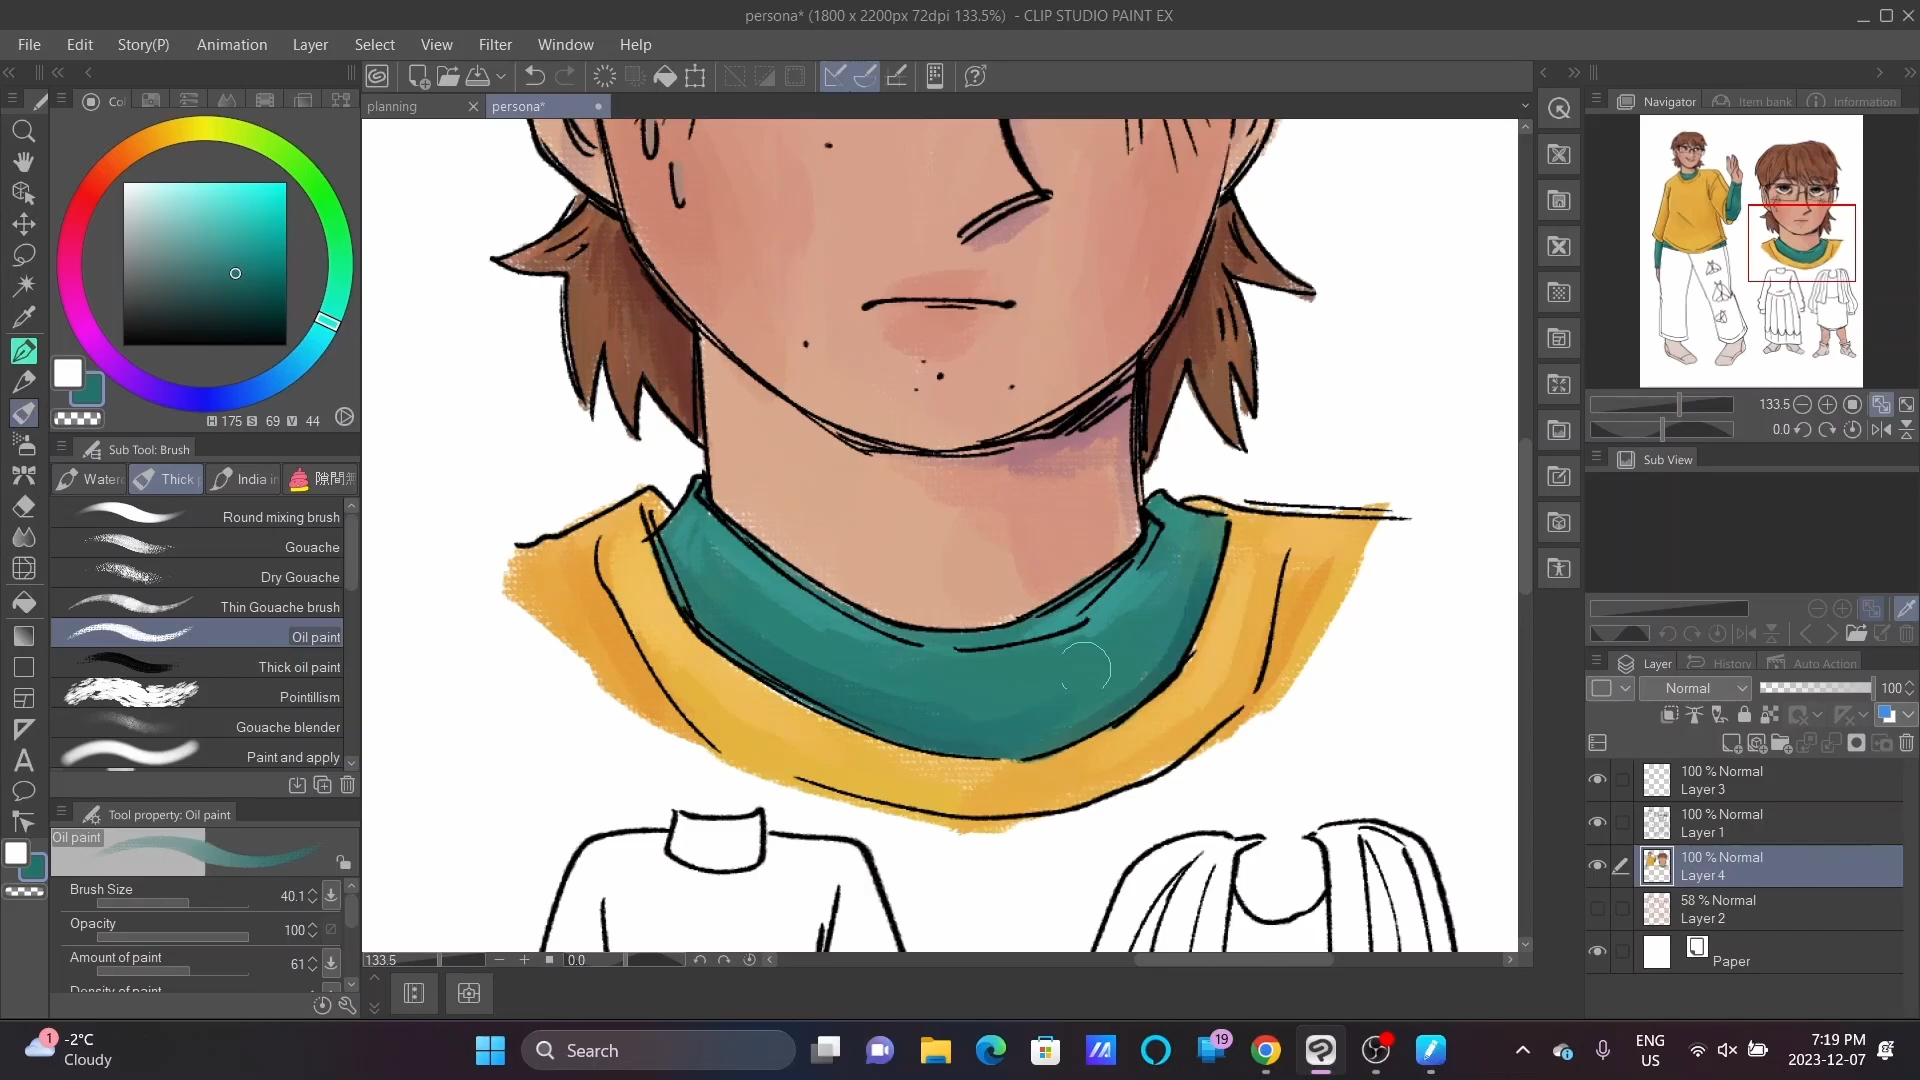 persona* (1800 x 2200px 72dpi 133.5%) - CLIP STUDIO PAINT EX
File Edit Story(P) Animation Layer Select View Filter Window Help
planning
persona*
Co
H 175 S 69 V 44
Sub Tool: Brush
Water
Thick
India in
Round mixing brush
Gouache
Dry Gouache
Thin Gouache brush
Oil paint
Thick oil paint
Pointillism
Gouache blender
Paint and apply
Tool property: Oil paint
Oil paint
Brush Size
40.1
Opacity
100
Amount of paint
61
Density of paint
133.5
0.0
Navigator
Item bank
Information
133.5
0.0
Sub View
Layer
History
Auto Action
Normal
100
100 % Normal
Layer 3
100 % Normal
Layer 1
100 % Normal
Layer 4
58 % Normal
Layer 2
Paper
1
-2°C
Cloudy
Search
19
ENG
US
7:19 PM
2023-12-07